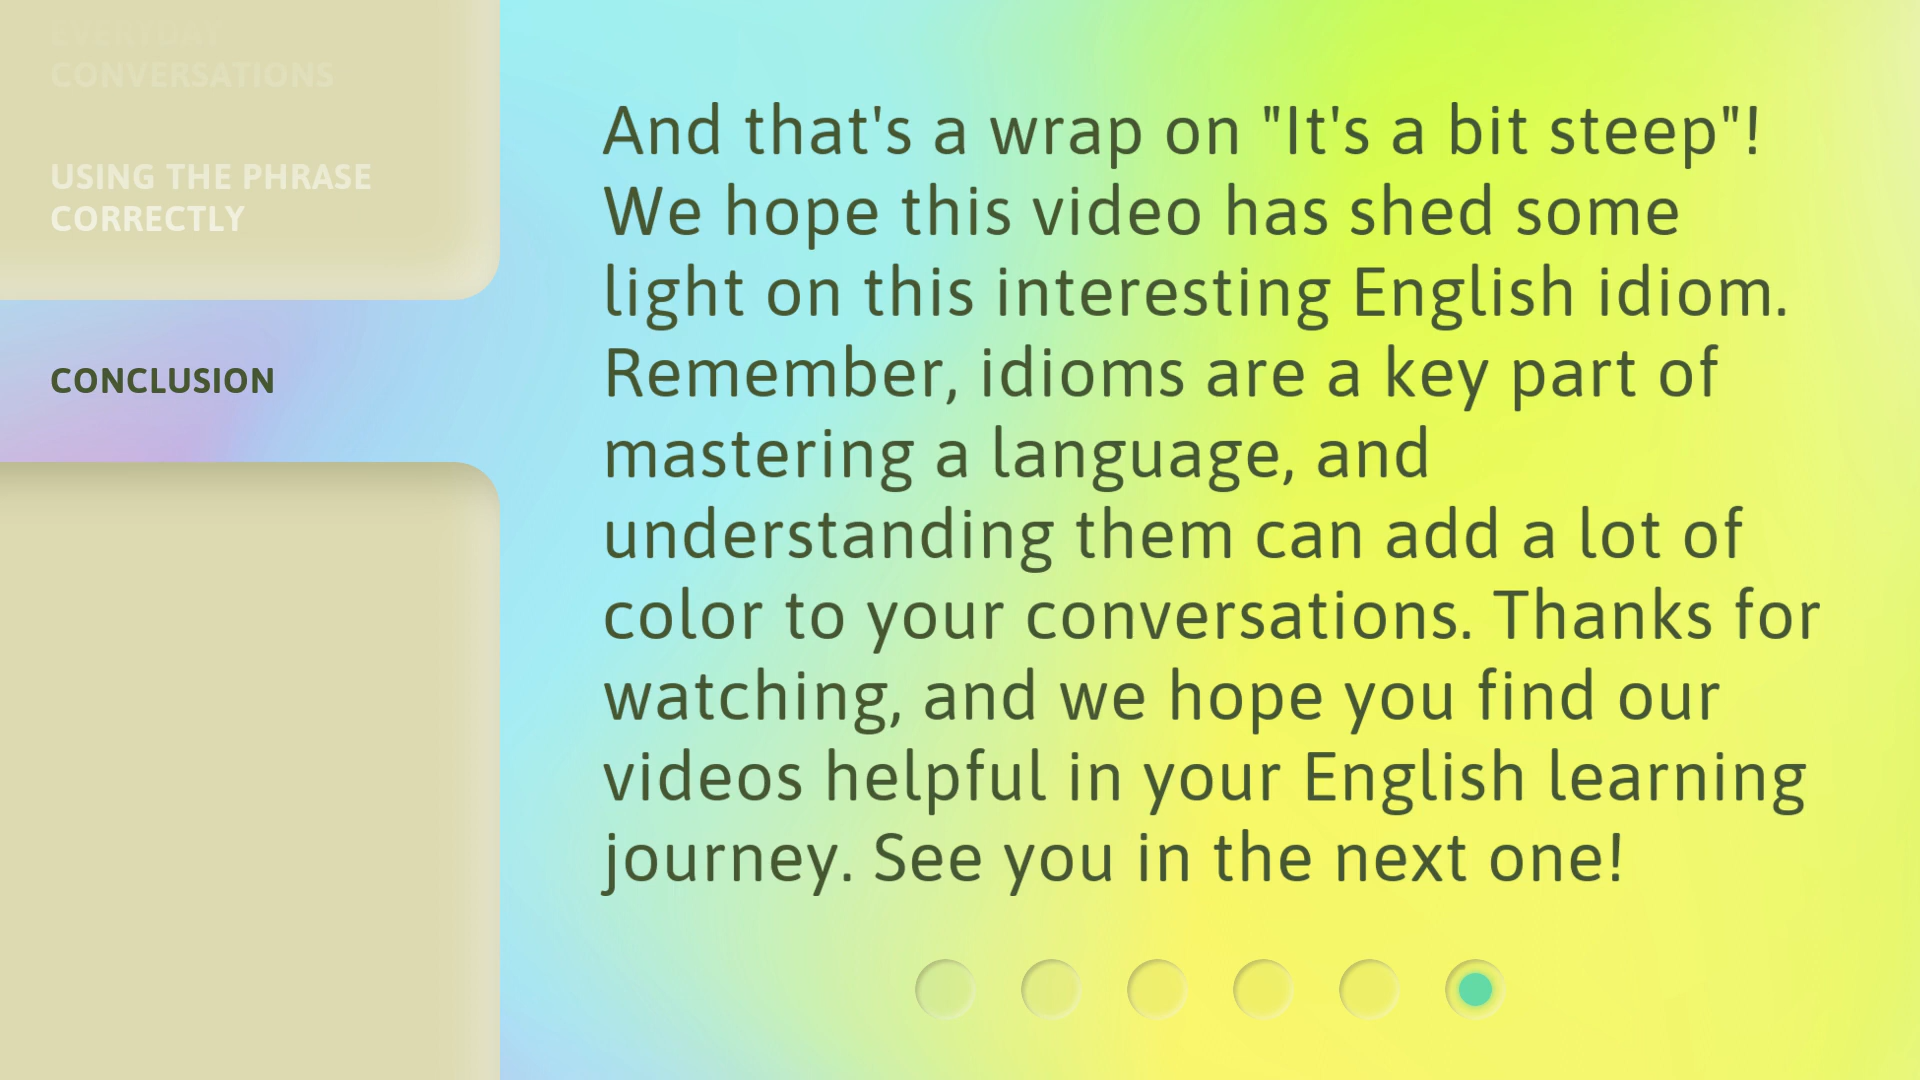 EVERYDAY
CONVERSATIONS
USING THE PHRASE
CORRECTLY
CONCLUSION
And that's a wrap on "It's a bit steep"!
We hope this video has shed some
light on this interesting English idiom.
Remember, idioms are a key part of
mastering a language, and
understanding them can add a lot of
color to your conversations. Thanks for
watching, and we hope you find our
videos helpful in your English learning
journey. See you in the next one!